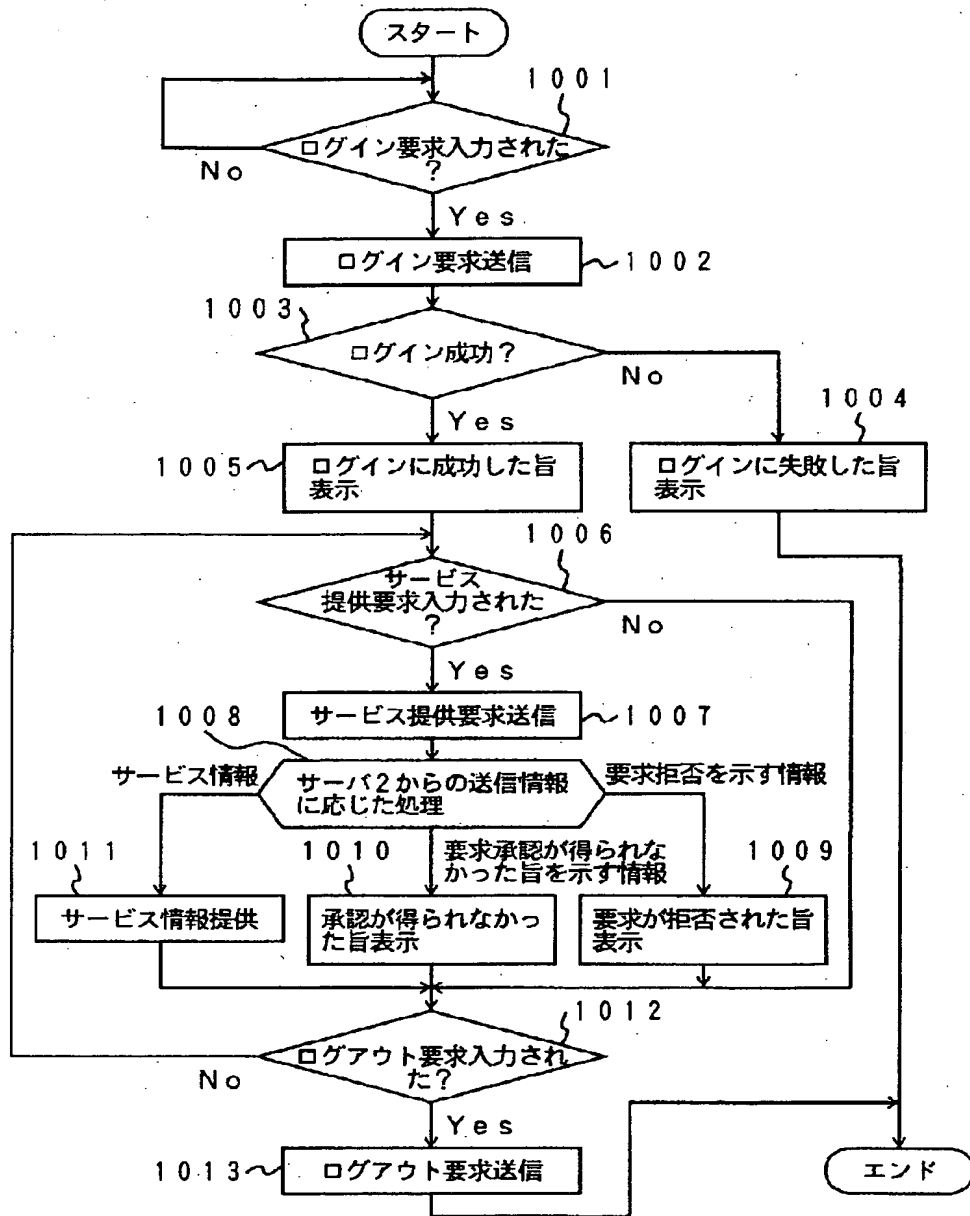 スタート
1001
ログイン要求入力された
?
No
Yes
ログイン要求送信
1002
1003
ログイン成功?
No
Yes
1004
1005
ログインに成功した旨
表示
ログインに失敗した旨
表示
1006
サービス
提供要求入力された
?
No
Yes
1008
サービス提供要求送信
1007
サービス情報
サーバ2からの送信情報
に応じた処理
要求拒否を示す情報
1011
1010
要求承認が得られな
かった旨を示す情報
1009
サービス情報提供
承認が得られなかっ
た旨表示
要求が拒否された旨
表示
1012
ログアウト要求入力され
た?
No
Yes
1013
ログアウト要求送信
エンド